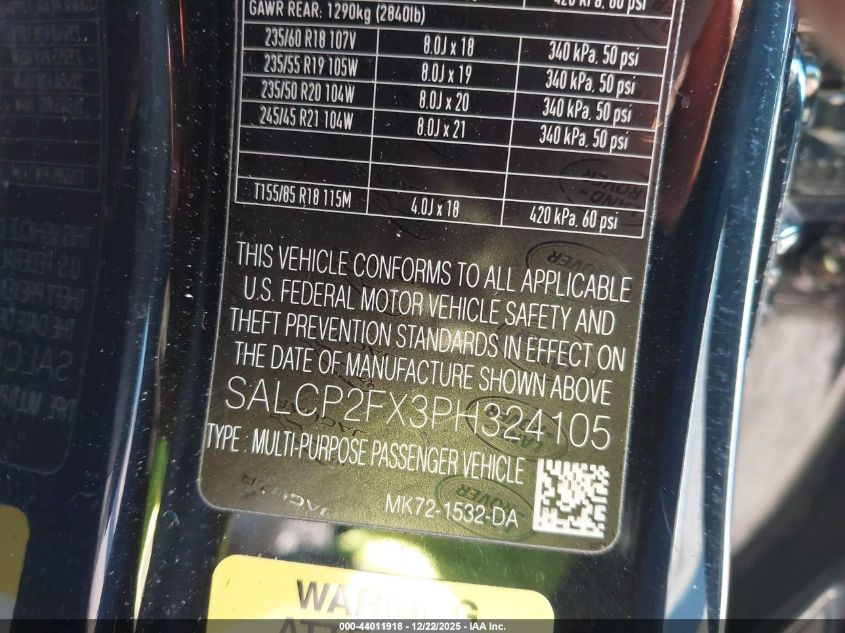 420 kPa, 60 psi
GAWR REAR: 1290kg (2840lb)
235/60 R18 107V 8.0J x 18 340 kPa, 50 psi
235/55 R19 105W 8.0J x 19 340 kPa, 50 psi
235/50 R20 104W 8.0J x 20 340 kPa, 50 psi
245/45 R21 104W 8.0J x 21 340 kPa, 50 psi
T155/85 R18 115M 4.0J x 18 420 kPa, 60 psi
THIS VEHICLE CONFORMS TO ALL APPLICABLE
U.S. FEDERAL MOTOR VEHICLE SAFETY AND
THEFT PREVENTION STANDARDS IN EFFECT ON
THE DATE OF MANUFACTURE SHOWN ABOVE
SALCP2FX3PH324105
TYPE : MULTI-PURPOSE PASSENGER VEHICLE
MK72-1532-DA
WARNING
000-44011918 - 12/22/2025 - IAA Inc.